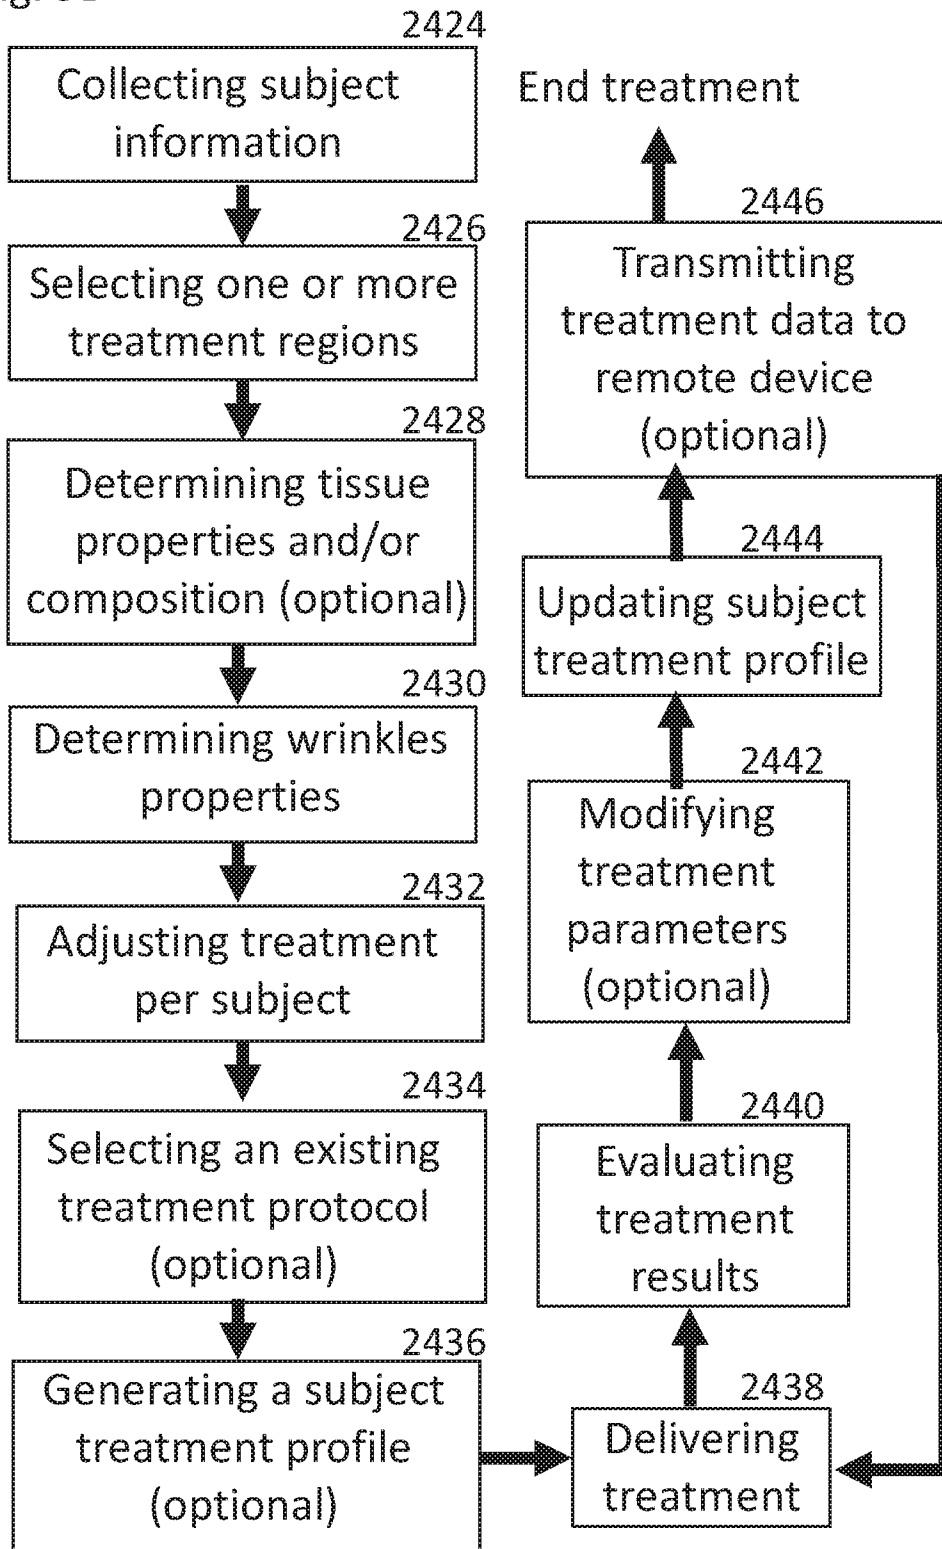 2424
Collecting subject
information
2426
Selecting one or more
treatment regions
2428
Determining tissue
properties and/or
composition (optional)
2430
Determining wrinkles
properties
2432
Adjusting treatment
per subject
2434
Selecting an existing
treatment protocol
(optional)
2436
Generating a subject
treatment profile
(optional)
End treatment
2446
Transmitting
treatment data to
remote device
(optional)
2444
Updating subject
treatment profile
2442
Modifying
treatment
parameters
(optional)
2440
Evaluating
treatment
results
2438
Delivering
treatment